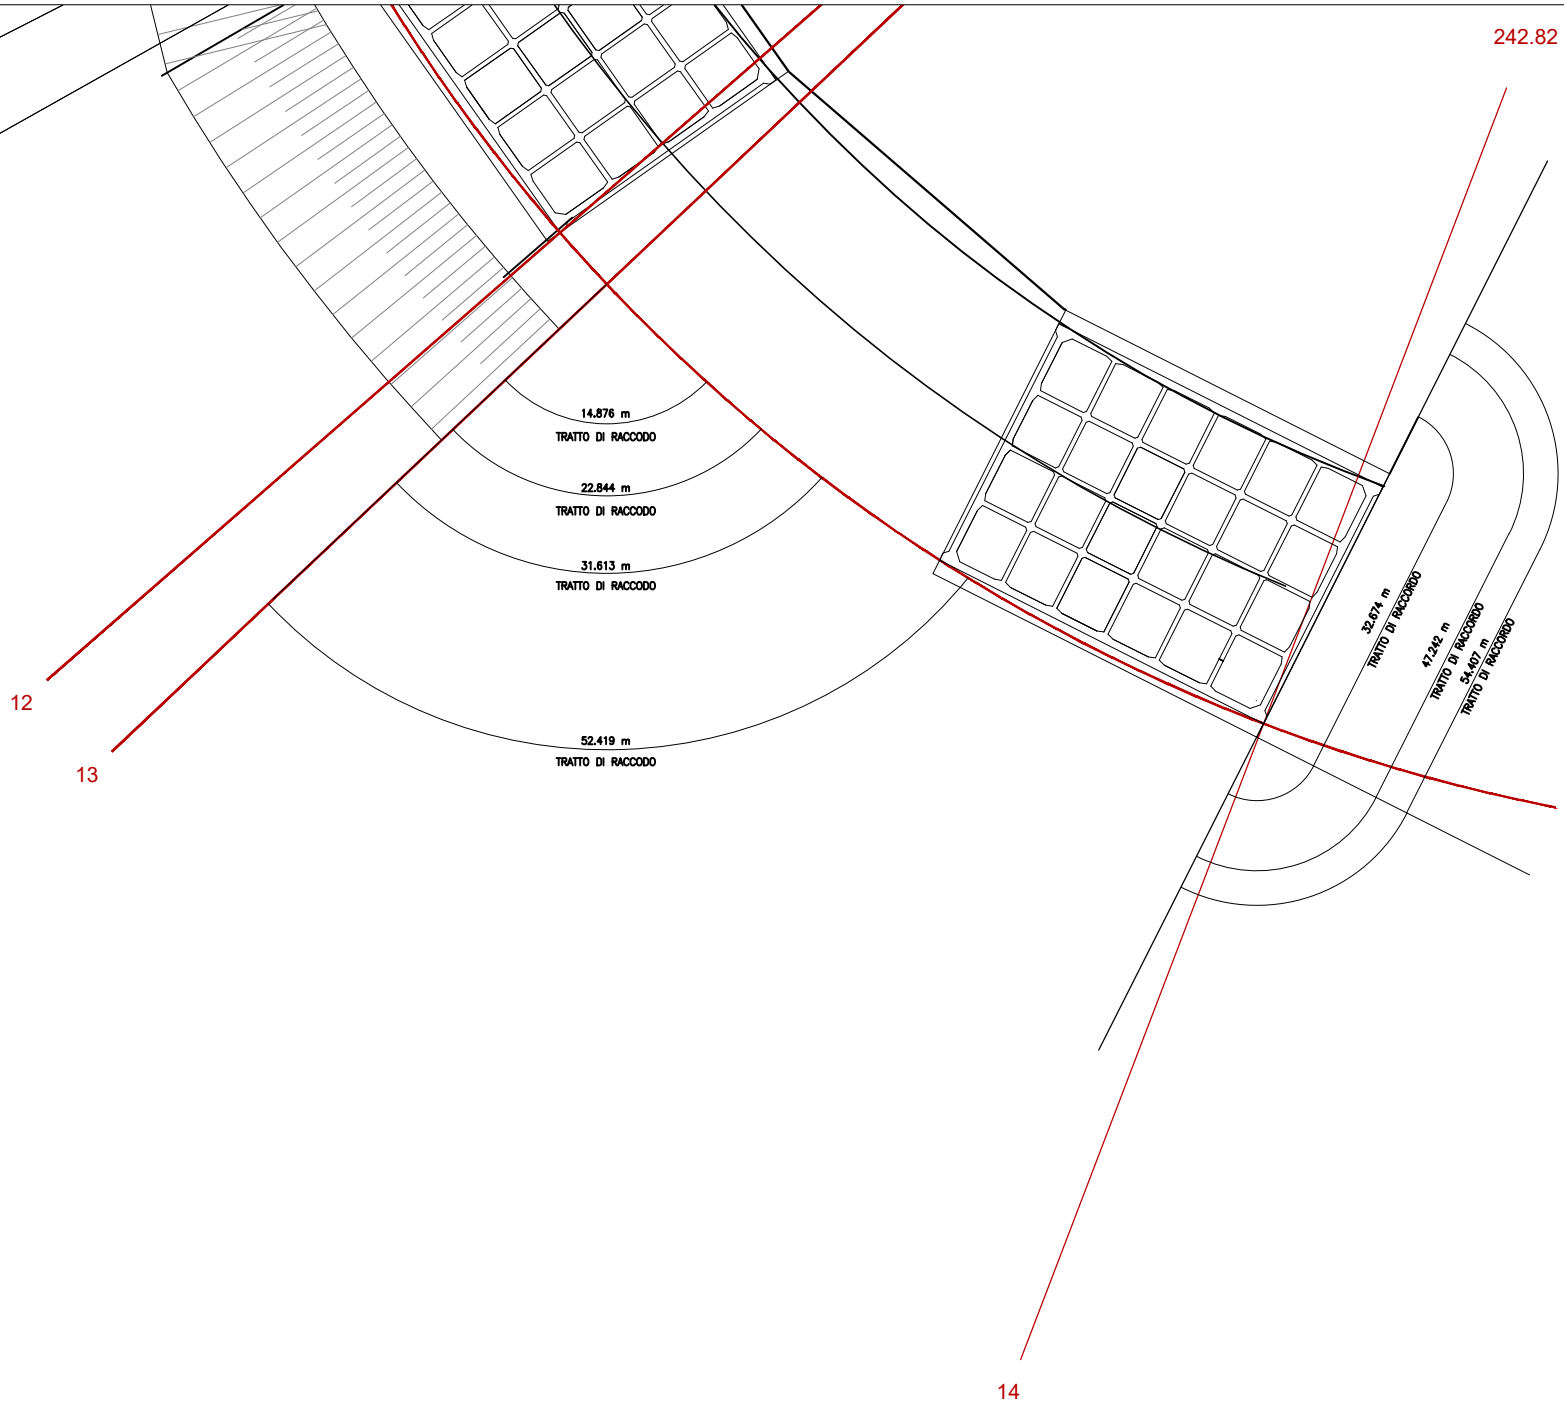 242.82
14.876 m
TRATTO DI RACCODO
22.844 m
TRATTO DI RACCODO
31.613 m
TRATTO DI RACCODO
52.419 m
TRATTO DI RACCODO
32.674 m
TRATTO DI RACCORDO
47.242 m
TRATTO DI RACCORDO
54.407 m
TRATTO DI RACCORDO
12
13
14